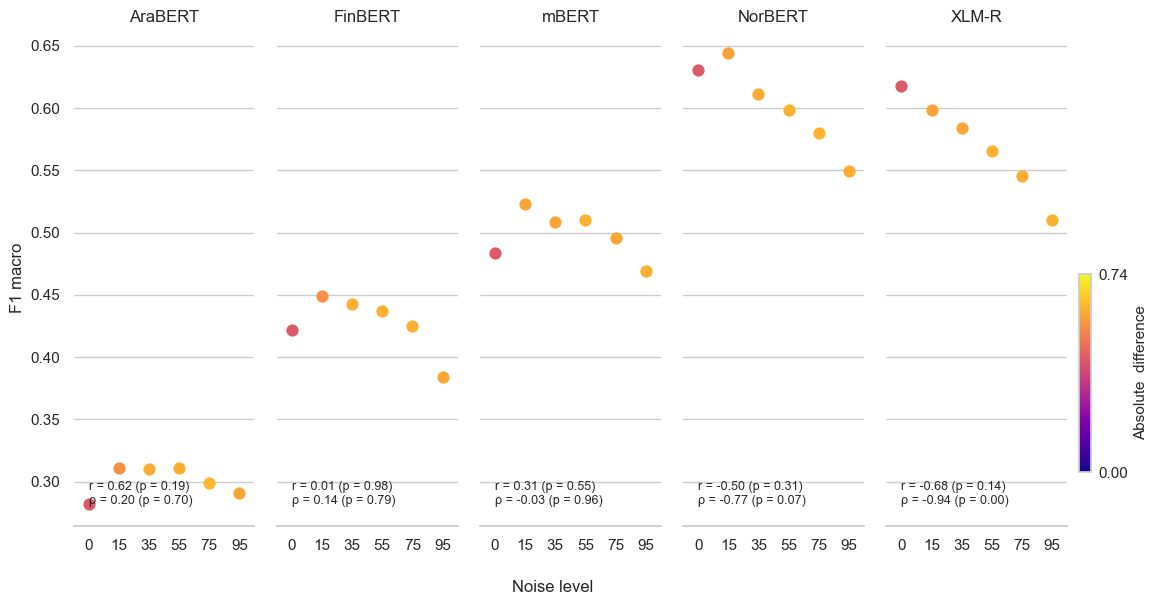 AraBERT
FinBERT
mBERT
NorBERT
XLM-R
F1 macro
0.65
0.60
0.55
0.50
0.45
0.40
0.35
0.30
r = 0.62 (p = 0.19)
ρ = 0.20 (p = 0.70)
r = 0.01 (p = 0.98)
ρ = 0.14 (p = 0.79)
r = 0.31 (p = 0.55)
ρ = -0.03 (p = 0.96)
r = -0.50 (p = 0.31)
ρ = -0.77 (p = 0.07)
r = -0.68 (p = 0.14)
ρ = -0.94 (p = 0.00)
0 15 35 55 75 95
0 15 35 55 75 95
0 15 35 55 75 95
0 15 35 55 75 95
0 15 35 55 75 95
Noise level
0.74
Absolute difference
0.00